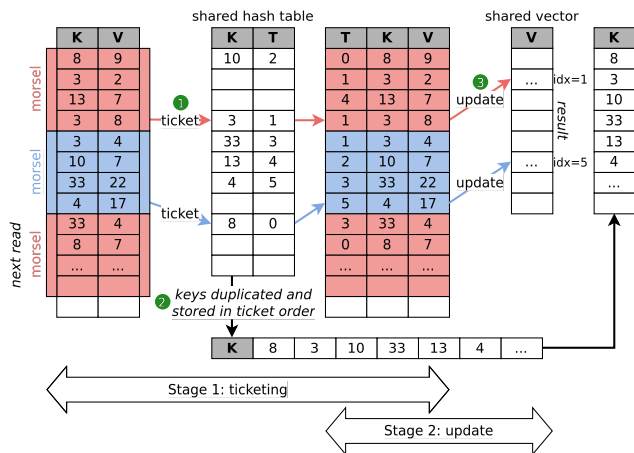 shared hash table
shared vector
K V
K T
T K V
V
K
8 9
10 2
0 8 9
8
3 2
1 3 2
... idx=1
3
13 7
4 13 7
10
3 8
3 1
1 3 8
33
3 4
33 3
1 3 4
13
10 7
13 4
2 10 7
... idx=5
4
33 22
4 5
3 33 22
...
4 17
5 4 17
33 4
8 0
3 33 4
8 7
0 8 7
... ...
... ... ...
morsel
morsel
next read
morsel
1
ticket
ticket
3
update
update
result
2 keys duplicated and
stored in ticket order
K 8 3 10 33 13 4 ...
Stage 1: ticketing
Stage 2: update